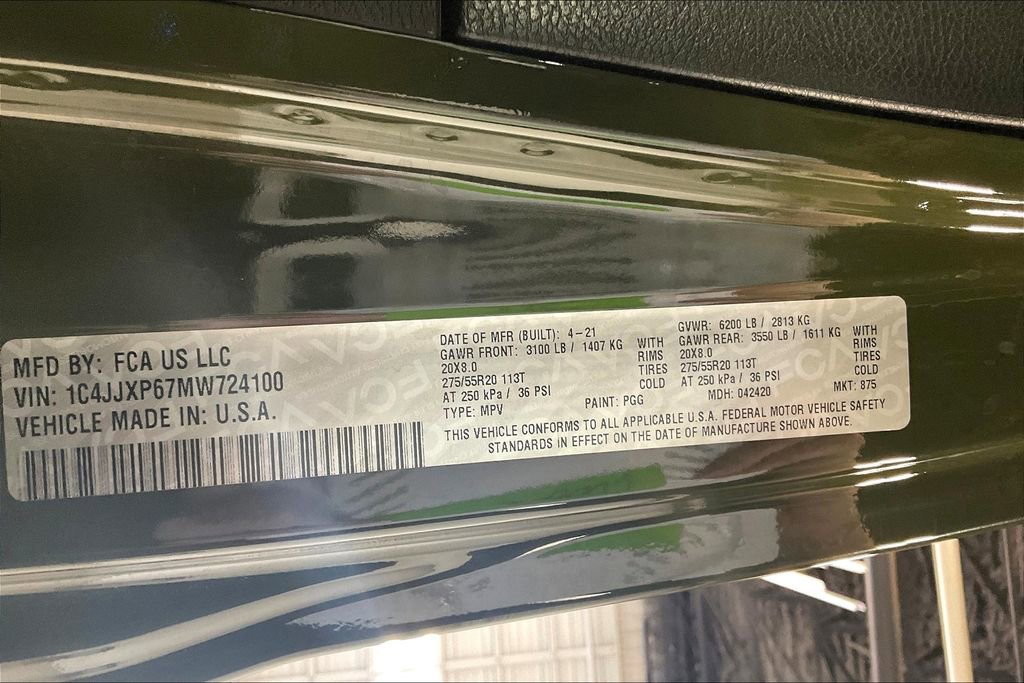 MFD BY: FCA US LLC
VIN: 1C4JJXP67MW724100
VEHICLE MADE IN: U.S.A.
DATE OF MFR (BUILT): 4-21
GAWR FRONT: 3100 LB / 1407 KG WITH
20X8.0 RIMS
275/55R20 113T TIRES
AT 250 kPa / 36 PSI COLD
TYPE: MPV PAINT: PGG
GVWR: 6200 LB / 2813 KG
GAWR REAR: 3550 LB / 1611 KG WITH
20X8.0 RIMS
275/55R20 113T TIRES
AT 250 kPa / 36 PSI COLD
MDH: 042420 MKT: 875
THIS VEHICLE CONFORMS TO ALL APPLICABLE U.S.A. FEDERAL MOTOR VEHICLE SAFETY
STANDARDS IN EFFECT ON THE DATE OF MANUFACTURE SHOWN ABOVE.